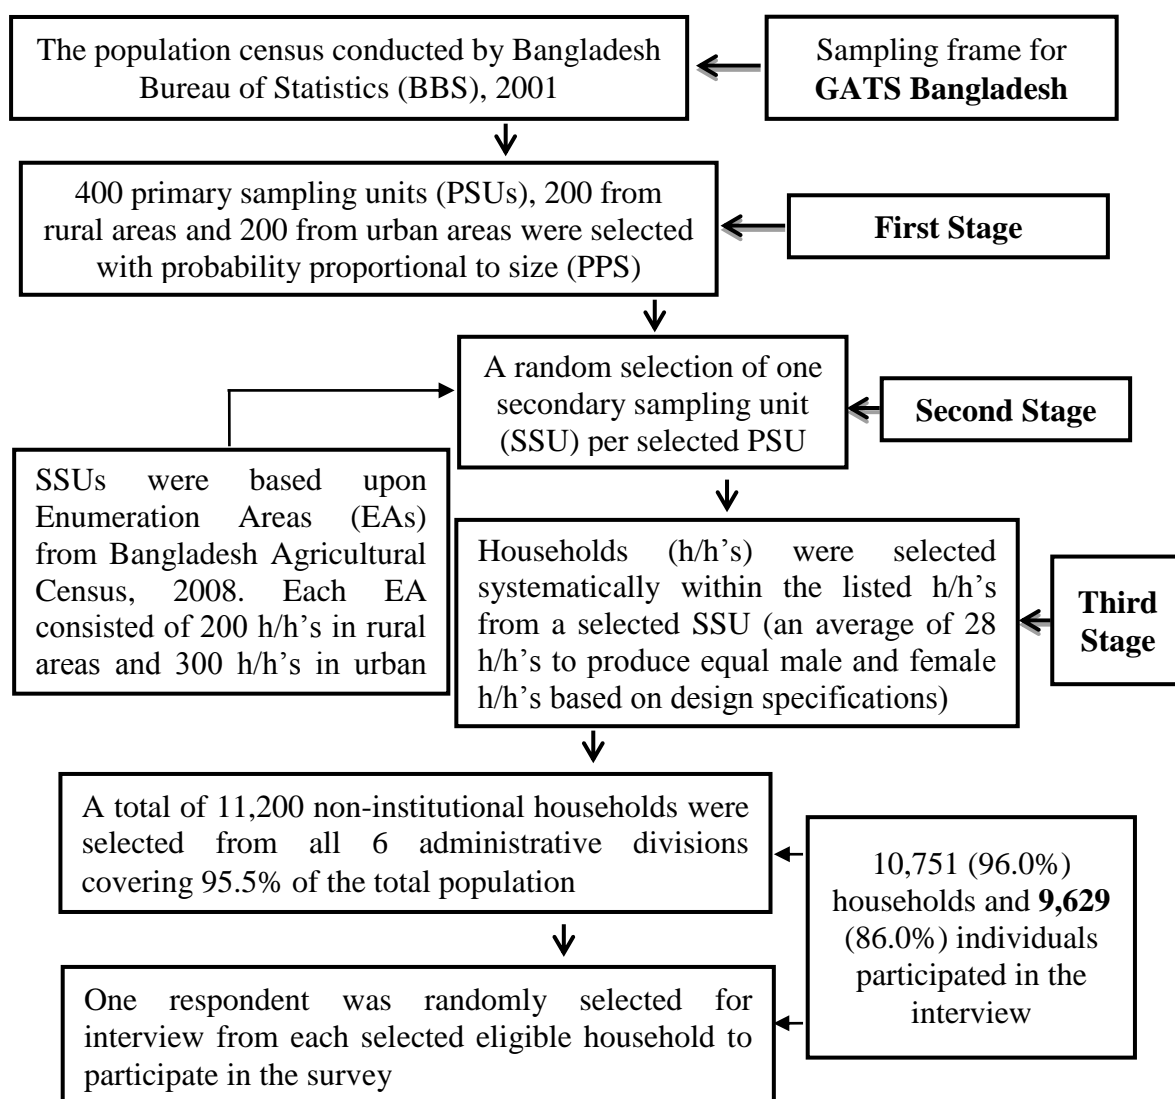 The population census conducted by Bangladesh
Bureau of Statistics (BBS), 2001
Sampling frame for
GATS Bangladesh
400 primary sampling units (PSUs), 200 from
rural areas and 200 from urban areas were selected
with probability proportional to size (PPS)
First Stage
A random selection of one
secondary sampling unit
(SSU) per selected PSU
Second Stage
SSUs were based upon
Enumeration Areas (EAs)
from Bangladesh Agricultural
Census, 2008. Each EA
consisted of 200 h/h's in rural
areas and 300 h/h's in urban
Households (h/h's) were selected
systematically within the listed h/h's
from a selected SSU (an average of 28
h/h's to produce equal male and female
h/h's based on design specifications)
Third
Stage
A total of 11,200 non-institutional households were
selected from all 6 administrative divisions
covering 95.5% of the total population
10,751 (96.0%)
households and 9,629
(86.0%) individuals
participated in the
interview
One respondent was randomly selected for
interview from each selected eligible household to
participate in the survey